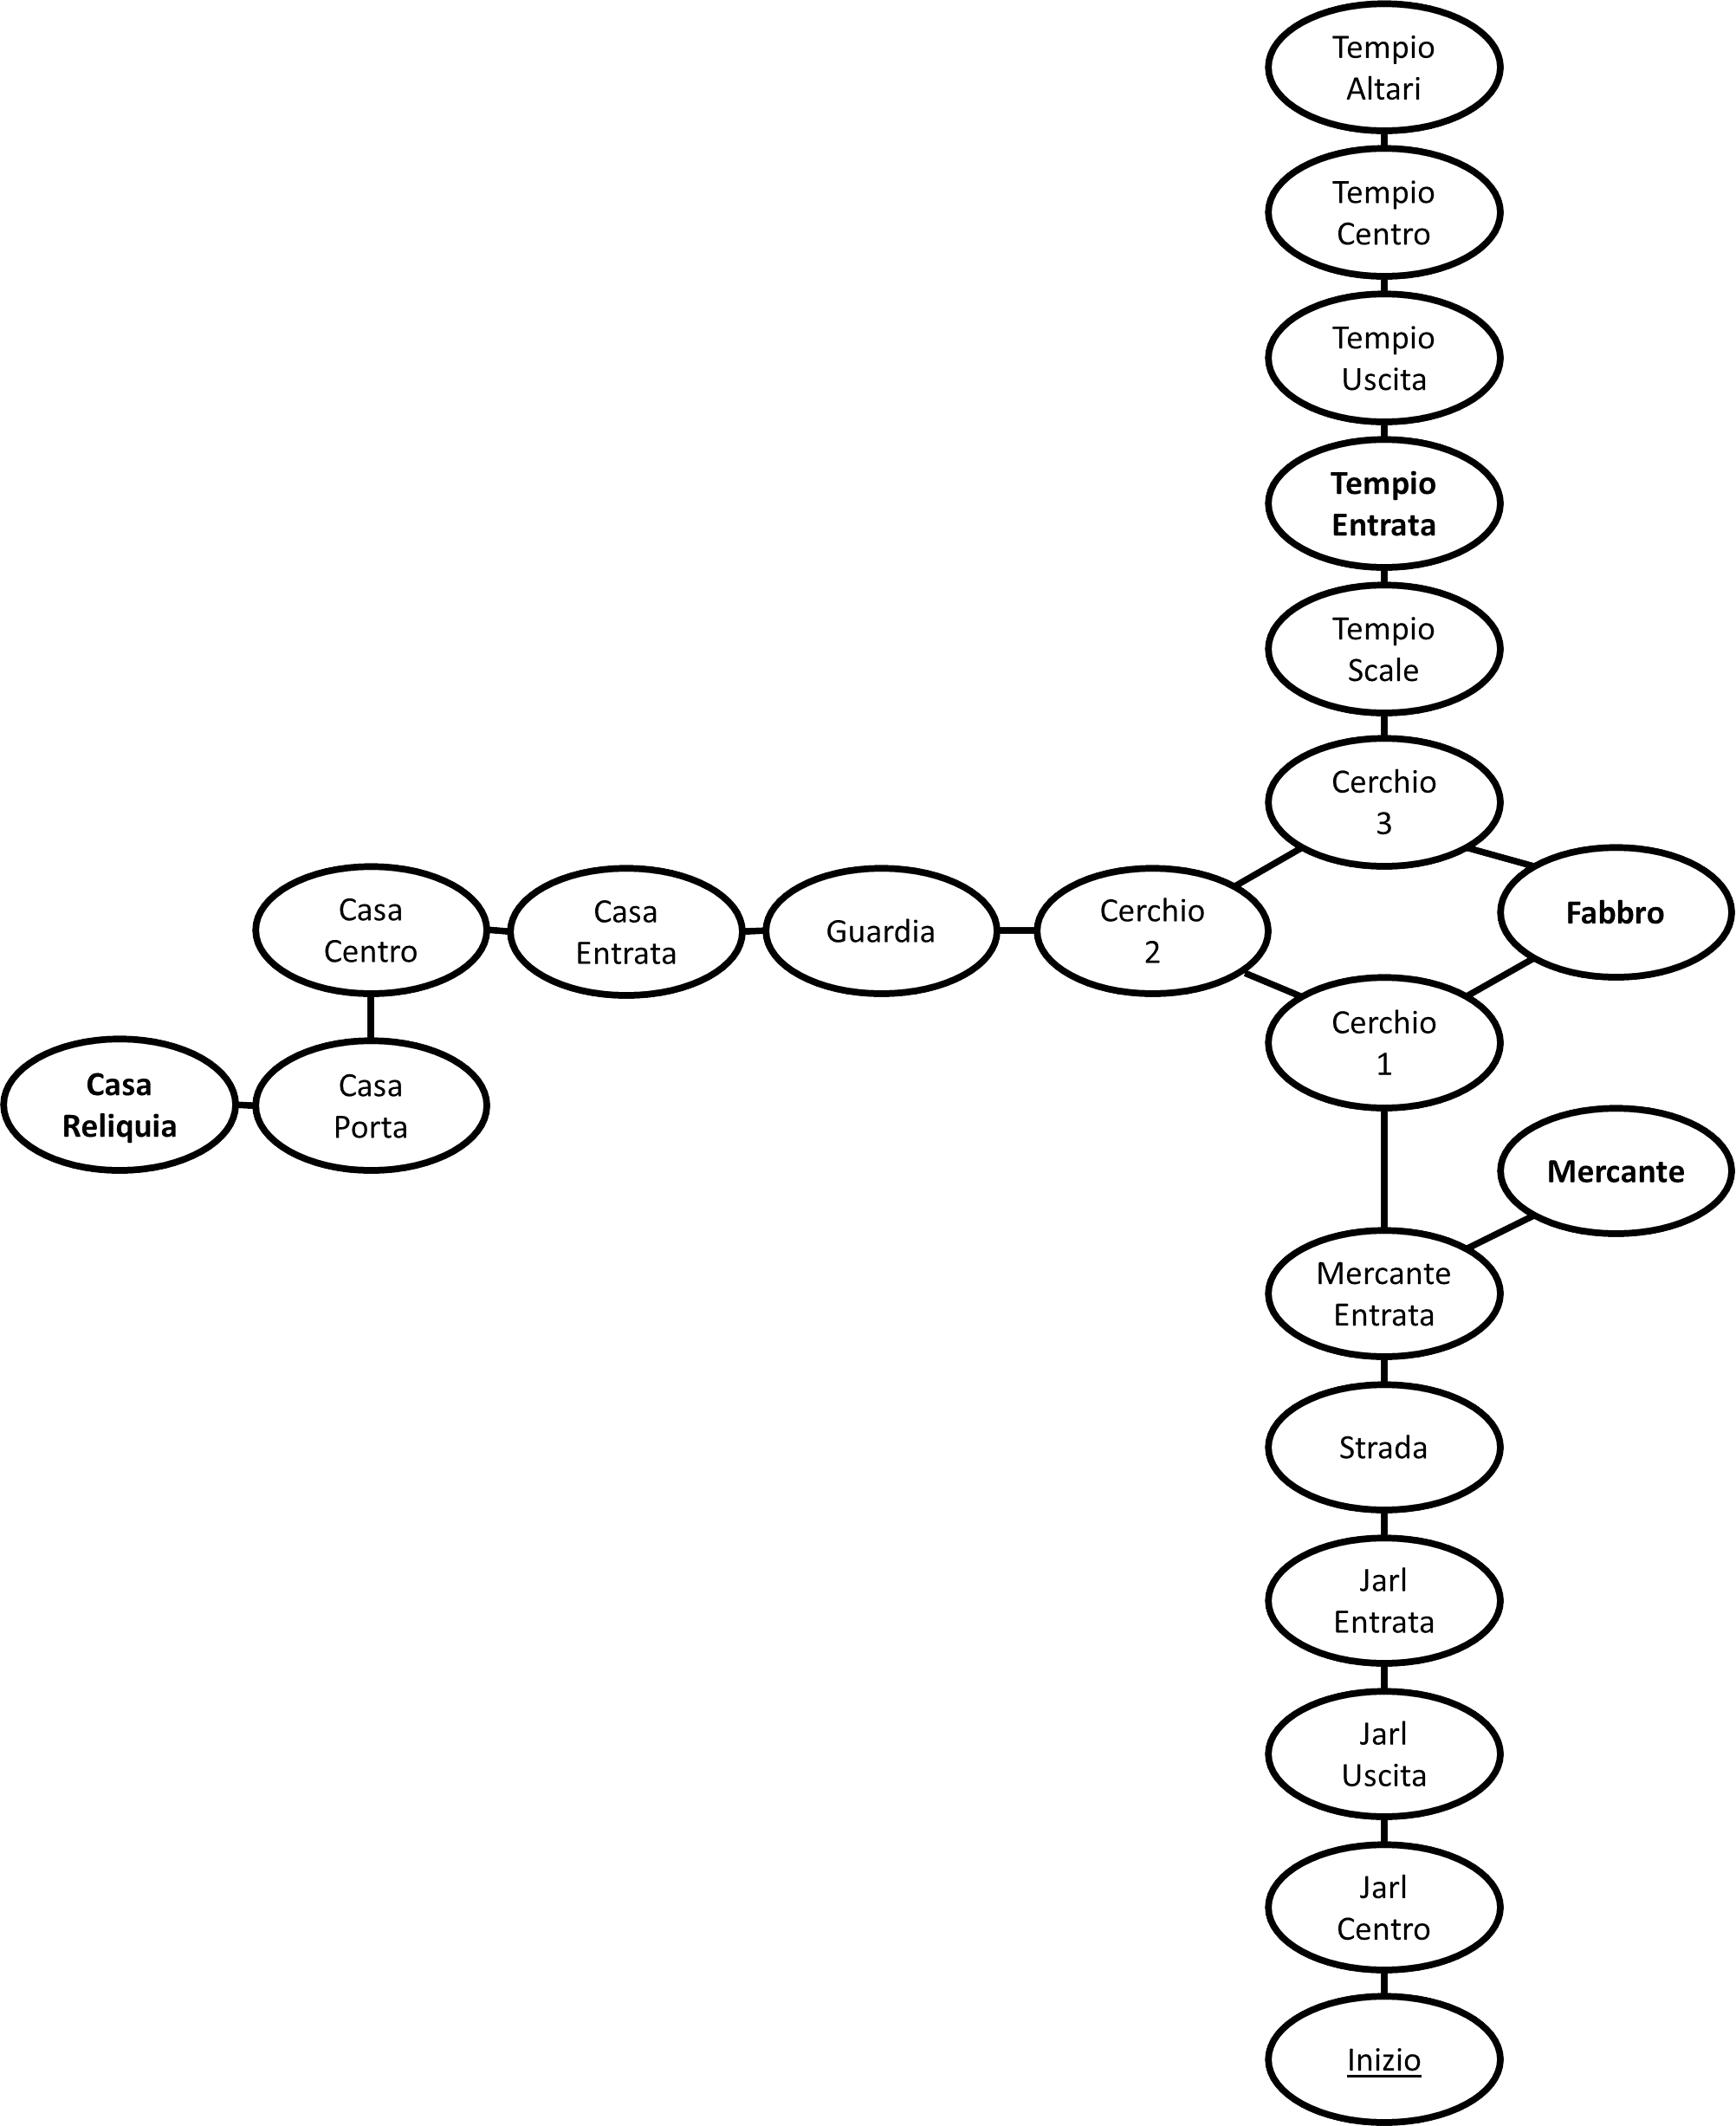 Tempio
Altari
Tempio
Centro
Tempio
Uscita
Tempio
Entrata
Tempio
Scale
Cerchio
3
Fabbro
Cerchio
2
Guardia
Casa
Entrata
Casa
Centro
Cerchio
1
Casa
Porta
Casa
Reliquia
Mercante
Mercante
Entrata
Strada
Jarl
Entrata
Jarl
Uscita
Jarl
Centro
Inizio